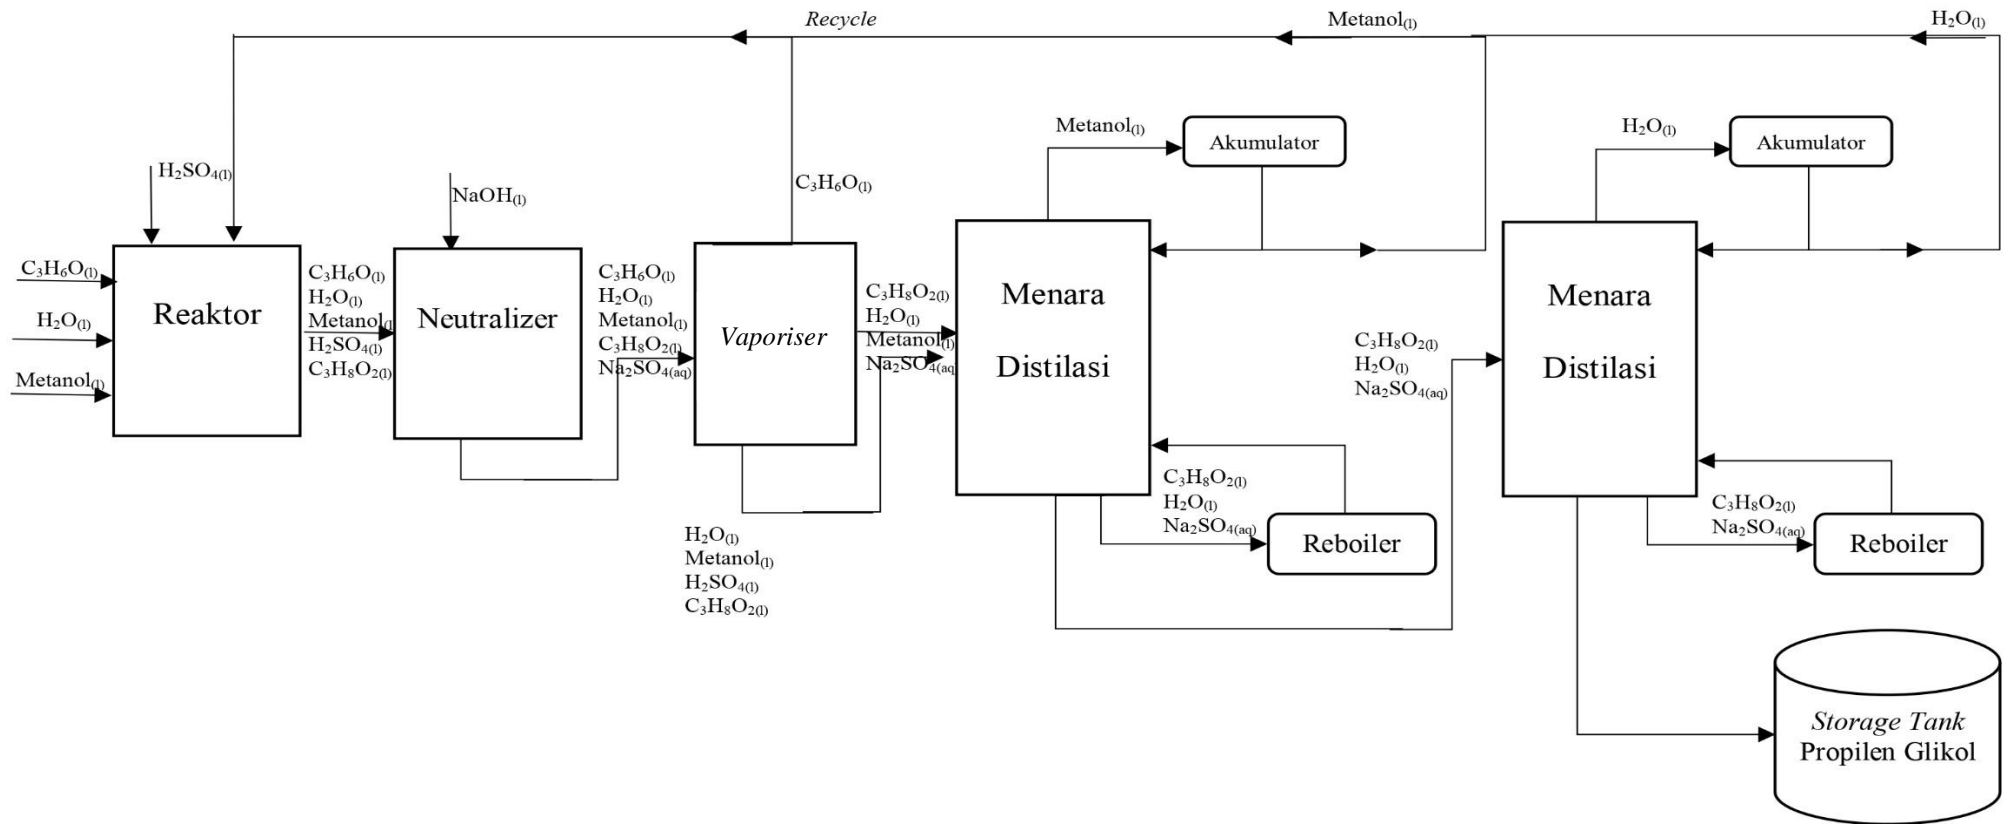 Recycle
Metanol(l)
H₂O(l)
Metanol(l)
Akumulator
H₂O(l)
Akumulator
H₂SO₄(l)
NaOH(l)
C₃H₆O(l)
C₃H₆O(l)
H₂O(l)
Metanol(l)
Reaktor
C₃H₆O(l)
H₂O(l)
Metanol(l)
H₂SO₄(l)
C₃H₈O₂(l)
Neutralizer
C₃H₆O(l)
H₂O(l)
Metanol(l)
C₃H₈O₂(l)
Na₂SO₄(aq)
Vaporiser
C₃H₈O₂(l)
H₂O(l)
Metanol(l)
Na₂SO₄(aq)
Menara
Distilasi
C₃H₈O₂(l)
H₂O(l)
Na₂SO₄(aq)
Menara
Distilasi
C₃H₈O₂(l)
H₂O(l)
Na₂SO₄(aq)
Reboiler
C₃H₈O₂(l)
Na₂SO₄(aq)
Reboiler
H₂O(l)
Metanol(l)
H₂SO₄(l)
C₃H₈O₂(l)
Storage Tank
Propilen Glikol